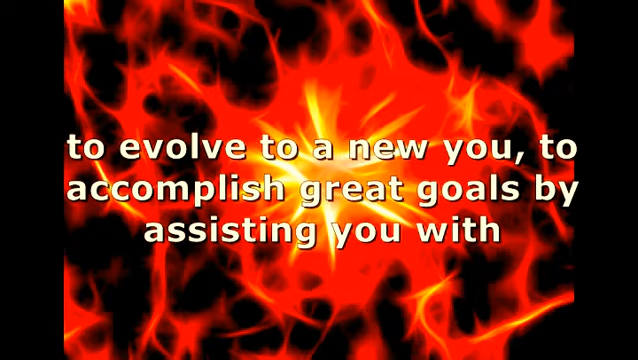 to evolve to a new you, to
accomplish great goals by
assisting you with